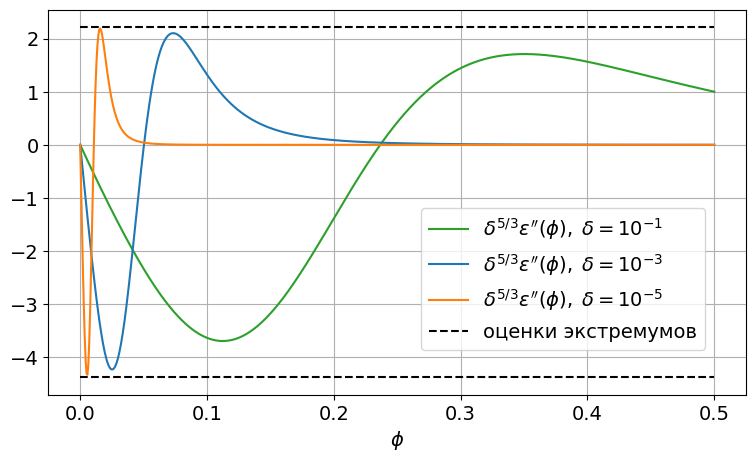 2
1
0
−1
−2
−3
−4
0.0 0.1 0.2 0.3 0.4 0.5
ϕ
δ^{5/3}ε′′(ϕ), δ = 10^{−1}
δ^{5/3}ε′′(ϕ), δ = 10^{−3}
δ^{5/3}ε′′(ϕ), δ = 10^{−5}
оценки экстремумов